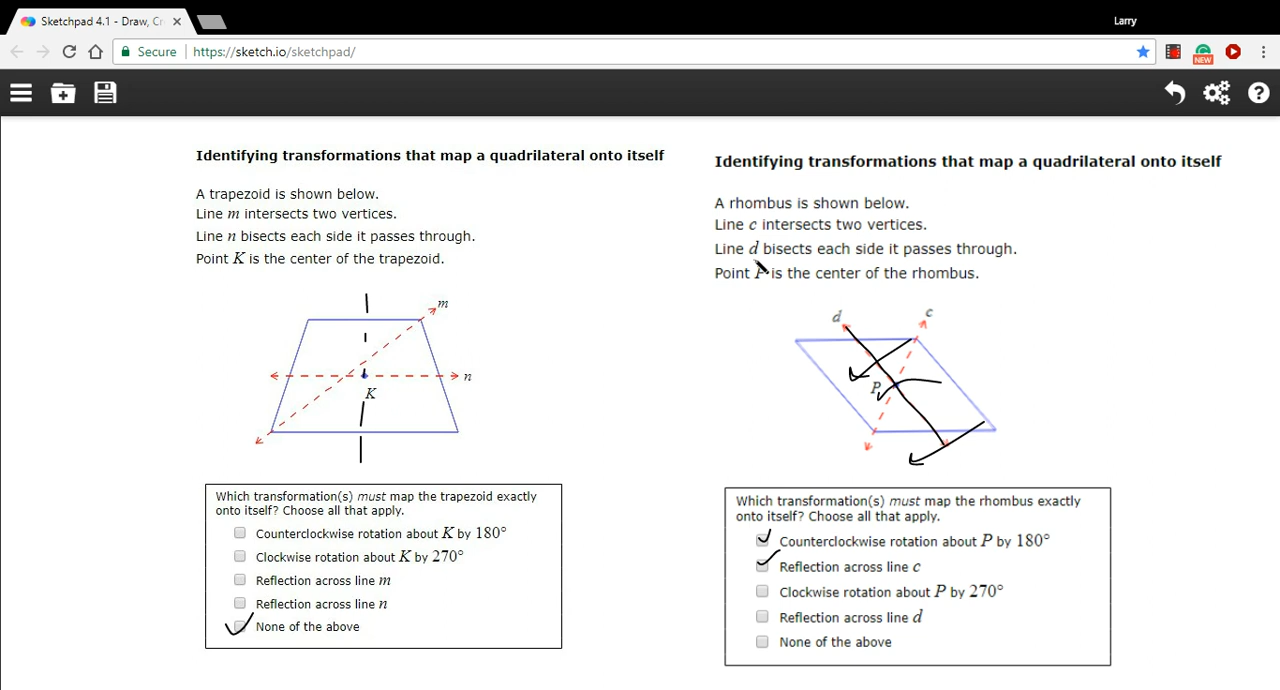 Sketchpad 4.1 - Draw, Cr
Larry
Secure
https://sketch.io/sketchpad/
NEW
Identifying transformations that map a quadrilateral onto itself
A trapezoid is shown below.
Line m intersects two vertices.
Line n bisects each side it passes through.
Point K is the center of the trapezoid.
m
n
K
Which transformation(s) must map the trapezoid exactly
onto itself? Choose all that apply.
Counterclockwise rotation about K by 180°
Clockwise rotation about K by 270°
Reflection across line m
Reflection across line n
None of the above
Identifying transformations that map a quadrilateral onto itself
A rhombus is shown below.
Line c intersects two vertices.
Line d bisects each side it passes through.
Point P is the center of the rhombus.
d
c
P
Which transformation(s) must map the rhombus exactly
onto itself? Choose all that apply.
Counterclockwise rotation about P by 180°
Reflection across line c
Clockwise rotation about P by 270°
Reflection across line d
None of the above